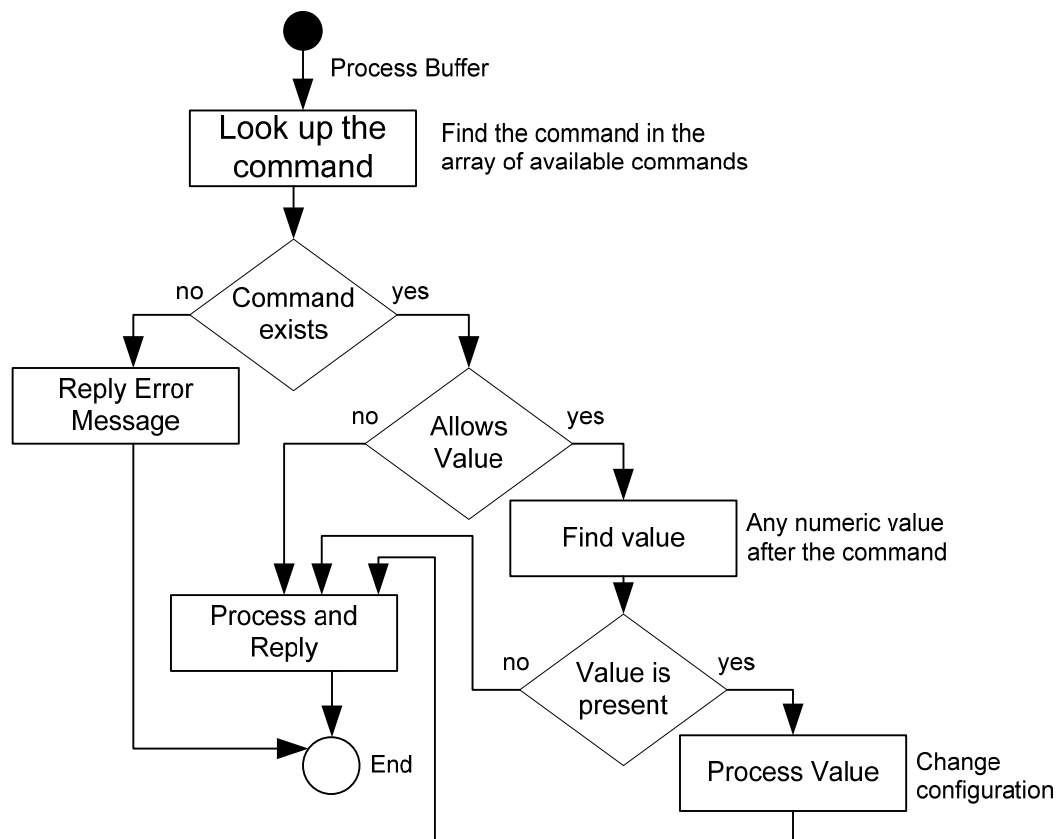 Process Buffer
Look up the
command
Find the command in the
array of available commands
no
Command
exists
yes
Reply Error
Message
no
Allows
Value
yes
Find value
Any numeric value
after the command
Process and
Reply
no
Value is
present
yes
End
Process Value
Change
configuration